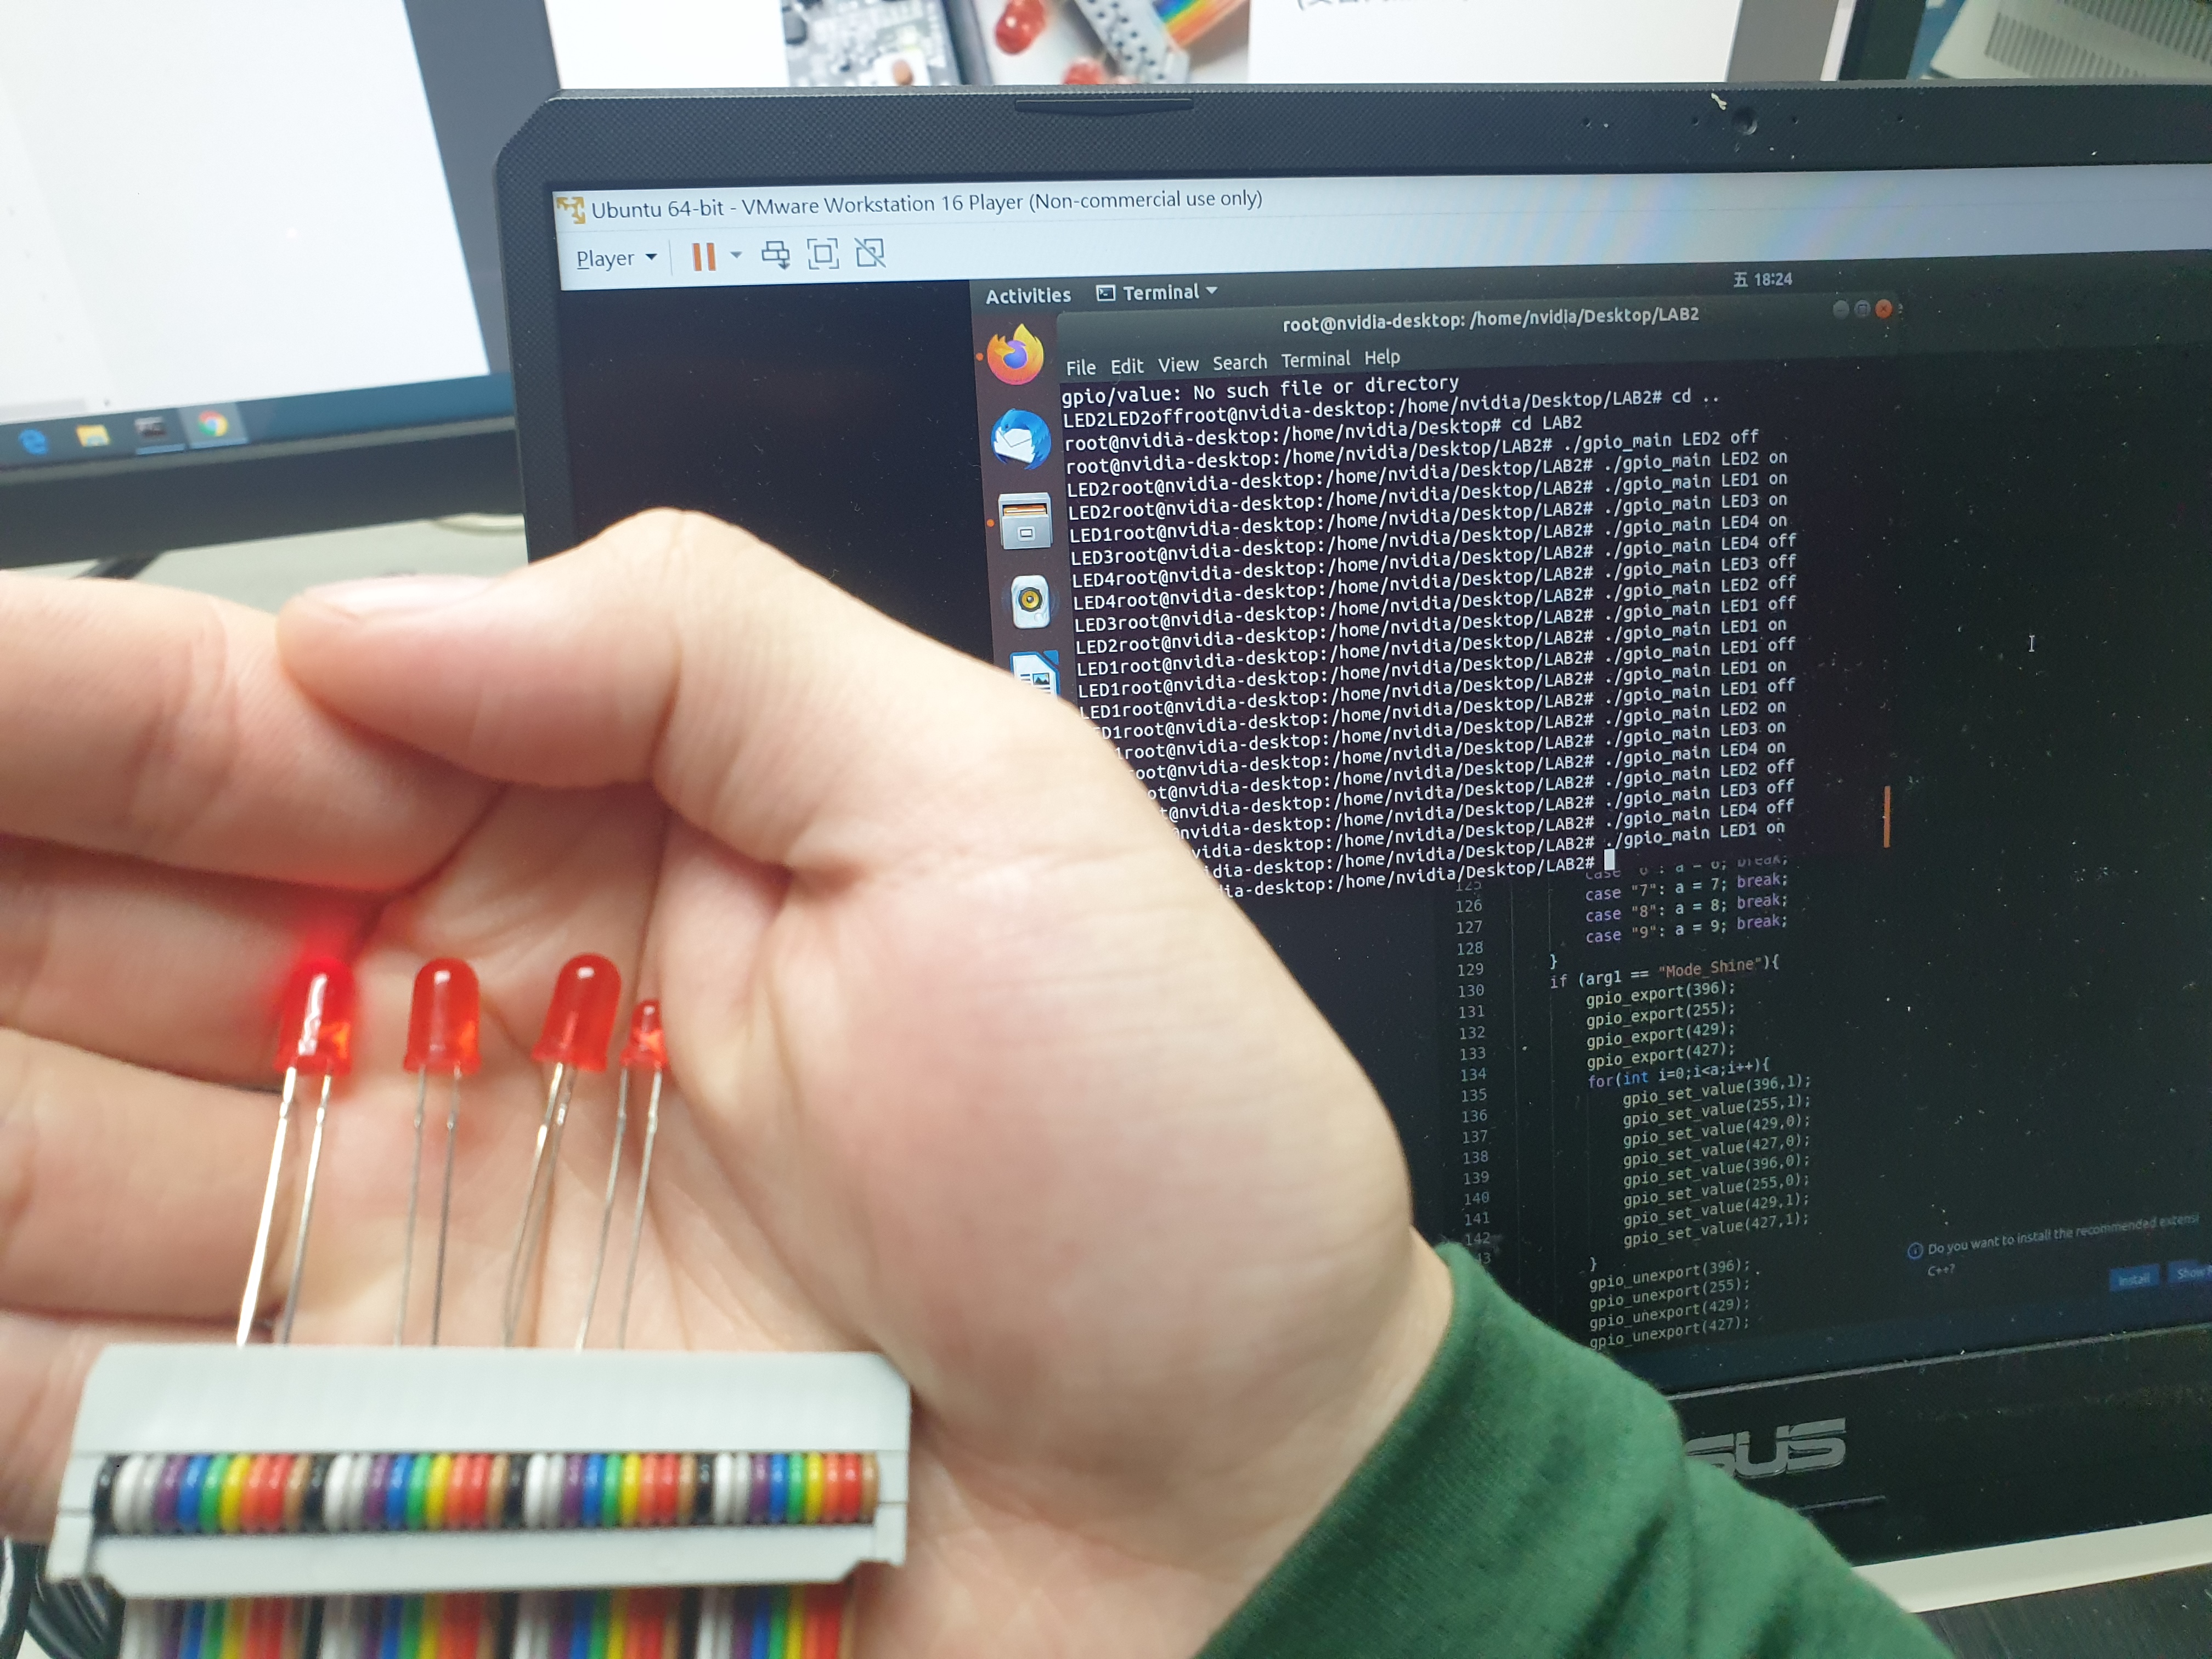 Ubuntu 64-bit - VMware Workstation 16 Player (Non-commercial use only)
Player
Activities
Terminal
五 18:24
root@nvidia-desktop: /home/nvidia/Desktop/LAB2
File Edit View Search Terminal Help
gpio/value: No such file or directory
LED2LED2offroot@nvidia-desktop:/home/nvidia/Desktop/LAB2# cd ..
root@nvidia-desktop:/home/nvidia/Desktop# cd LAB2
root@nvidia-desktop:/home/nvidia/Desktop/LAB2# ./gpio_main LED2 off
LED2root@nvidia-desktop:/home/nvidia/Desktop/LAB2# ./gpio_main LED2 on
LED2root@nvidia-desktop:/home/nvidia/Desktop/LAB2# ./gpio_main LED1 on
LED1root@nvidia-desktop:/home/nvidia/Desktop/LAB2# ./gpio_main LED3 on
LED3root@nvidia-desktop:/home/nvidia/Desktop/LAB2# ./gpio_main LED4 on
LED4root@nvidia-desktop:/home/nvidia/Desktop/LAB2# ./gpio_main LED4 off
LED4root@nvidia-desktop:/home/nvidia/Desktop/LAB2# ./gpio_main LED3 off
LED3root@nvidia-desktop:/home/nvidia/Desktop/LAB2# ./gpio_main LED2 off
LED2root@nvidia-desktop:/home/nvidia/Desktop/LAB2# ./gpio_main LED1 off
LED1root@nvidia-desktop:/home/nvidia/Desktop/LAB2# ./gpio_main LED1 on
LED1root@nvidia-desktop:/home/nvidia/Desktop/LAB2# ./gpio_main LED1 off
LED1root@nvidia-desktop:/home/nvidia/Desktop/LAB2# ./gpio_main LED1 on
D1root@nvidia-desktop:/home/nvidia/Desktop/LAB2# ./gpio_main LED1 off
1root@nvidia-desktop:/home/nvidia/Desktop/LAB2# ./gpio_main LED2 on
oot@nvidia-desktop:/home/nvidia/Desktop/LAB2# ./gpio_main LED3 on
ot@nvidia-desktop:/home/nvidia/Desktop/LAB2# ./gpio_main LED4 on
t@nvidia-desktop:/home/nvidia/Desktop/LAB2# ./gpio_main LED2 off
nvidia-desktop:/home/nvidia/Desktop/LAB2# ./gpio_main LED3 off
vidia-desktop:/home/nvidia/Desktop/LAB2# ./gpio_main LED4 off
idia-desktop:/home/nvidia/Desktop/LAB2# ./gpio_main LED1 on
ia-desktop:/home/nvidia/Desktop/LAB2#
125 case "6": a = 6; break;
126 case "7": a = 7; break;
127 case "8": a = 8; break;
128 case "9": a = 9; break;
129 }
130 if (arg1 == "Mode_Shine"){
131 gpio_export(396);
132 gpio_export(255);
133 gpio_export(429);
134 gpio_export(427);
135 for(int i=0;i<a;i++){
136 gpio_set_value(396,1);
137 gpio_set_value(255,1);
138 gpio_set_value(429,0);
139 gpio_set_value(427,0);
140 gpio_set_value(396,0);
141 gpio_set_value(255,0);
142 gpio_set_value(429,1);
43 gpio_set_value(427,1);
}
gpio_unexport(396);
gpio_unexport(255);
gpio_unexport(429);
gpio_unexport(427);
Do you want to install the recommended extensi
C++?
Install
Show
SUS